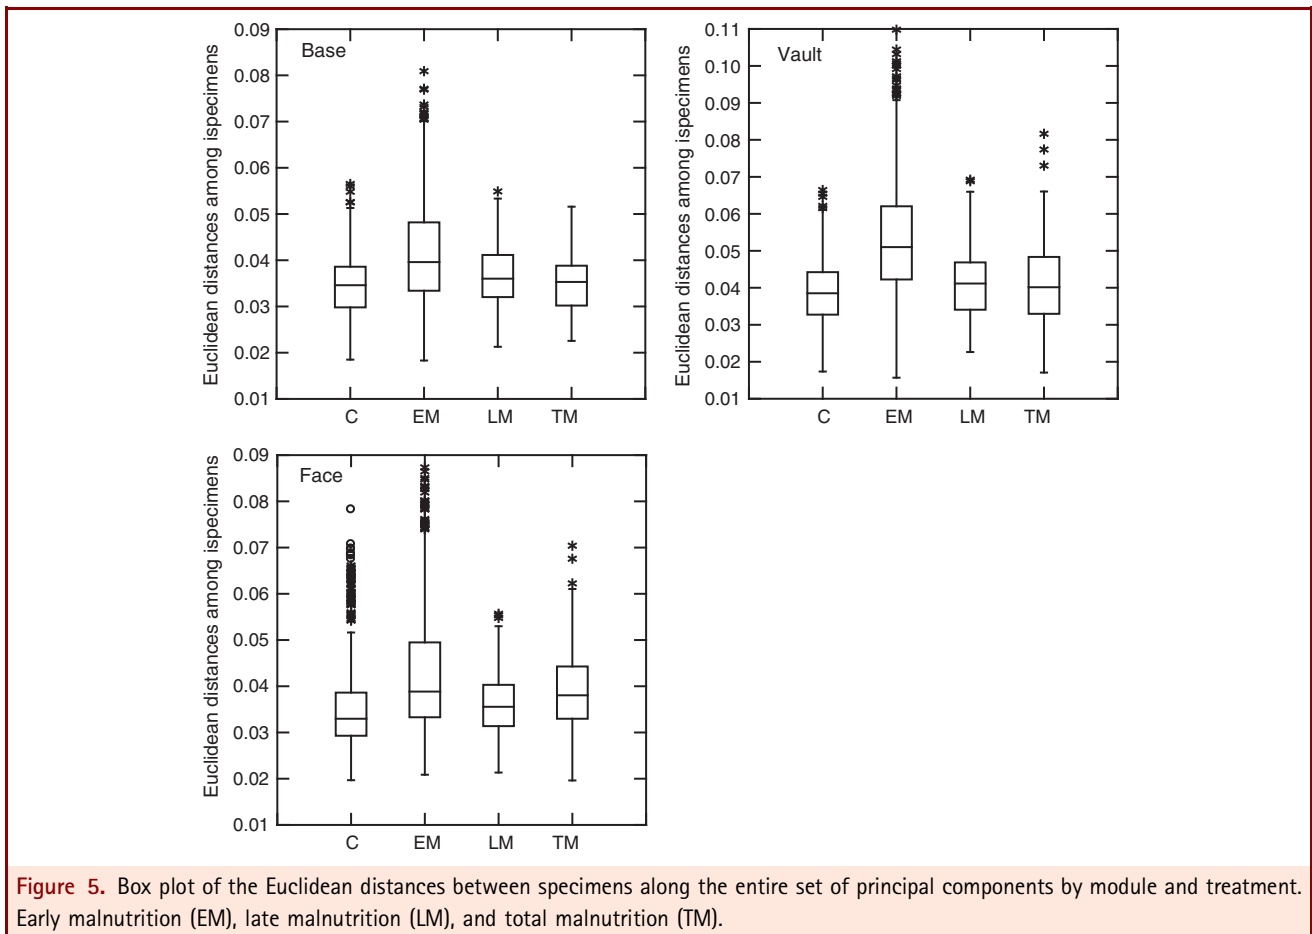 Base
Euclidean distances among ispecimens
0.09
0.08
0.07
0.06
0.05
0.04
0.03
0.02
0.01
C EM LM TM
Vault
Euclidean distances among ispecimens
0.11
0.10
0.09
0.08
0.07
0.06
0.05
0.04
0.03
0.02
0.01
C EM LM TM
Face
Euclidean distances among ispecimens
0.09
0.08
0.07
0.06
0.05
0.04
0.03
0.02
0.01
C EM LM TM
Figure 5. Box plot of the Euclidean distances between specimens along the entire set of principal components by module and treatment.
Early malnutrition (EM), late malnutrition (LM), and total malnutrition (TM).